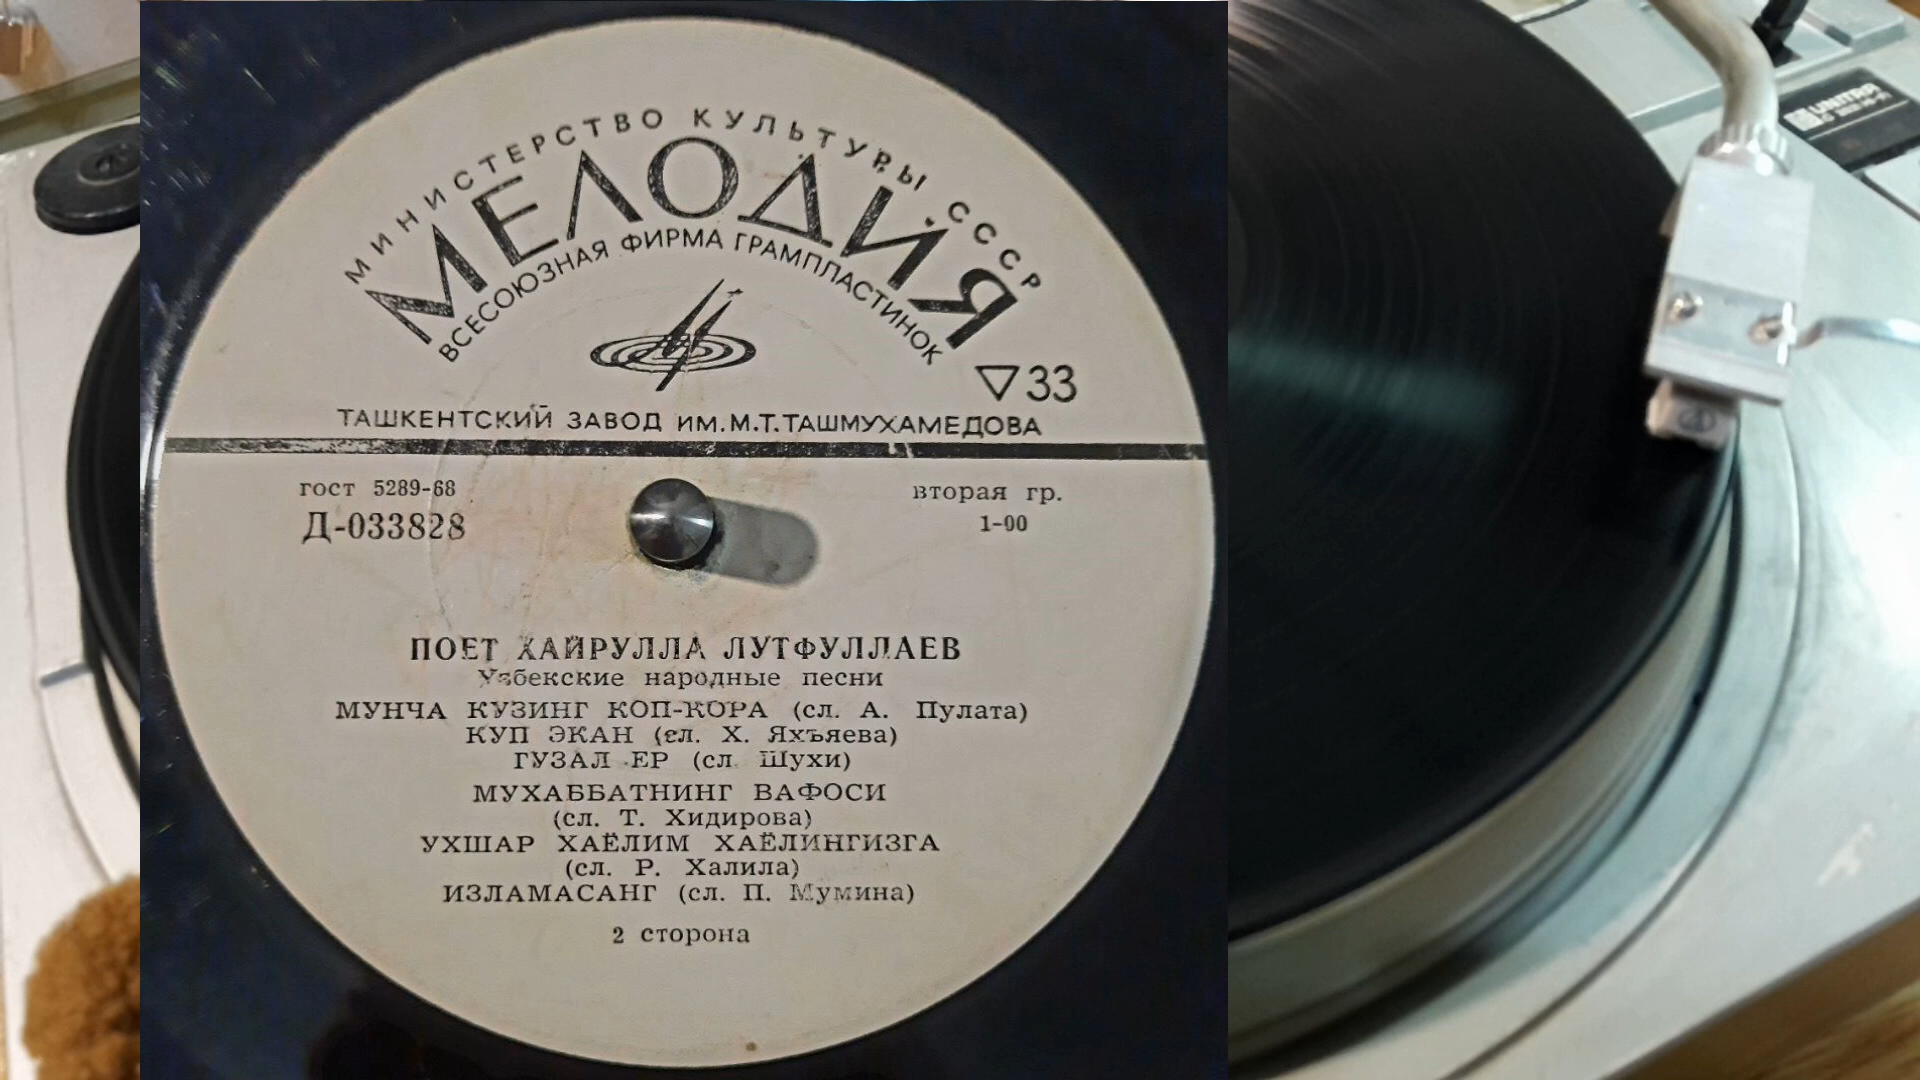 МИНИСТЕРСТВО КУЛЬТУРЫ СССР
МЕЛОДИЯ
ВСЕСОЮЗНАЯ ФИРМА ГРАМПЛАСТИНОК
▽33
ТАШКЕНТСКИЙ ЗАВОД ИМ. М.Т.ТАШМУХАМЕДОВА
гост 5289-68
Д-033828
вторая гр.
1-00
ПОЕТ ХАЙРУЛЛА ЛУТФУЛЛАЕВ
Узбекские народные песни
МУНЧА КУЗИНГ КОП-КОРА (сл. А. Пулата)
КУП ЭКАН (сл. Х. Яхъяева)
ГУЗАЛ ЕР (сл. Шухи)
МУХАББАТНИНГ ВАФОСИ
(сл. Т. Хидирова)
УХШАР ХАЁЛИМ ХАЁЛИНГИЗГА
(сл. Р. Халила)
ИЗЛАМАСАНГ (сл. П. Мумина)
2 сторона
UNITRA